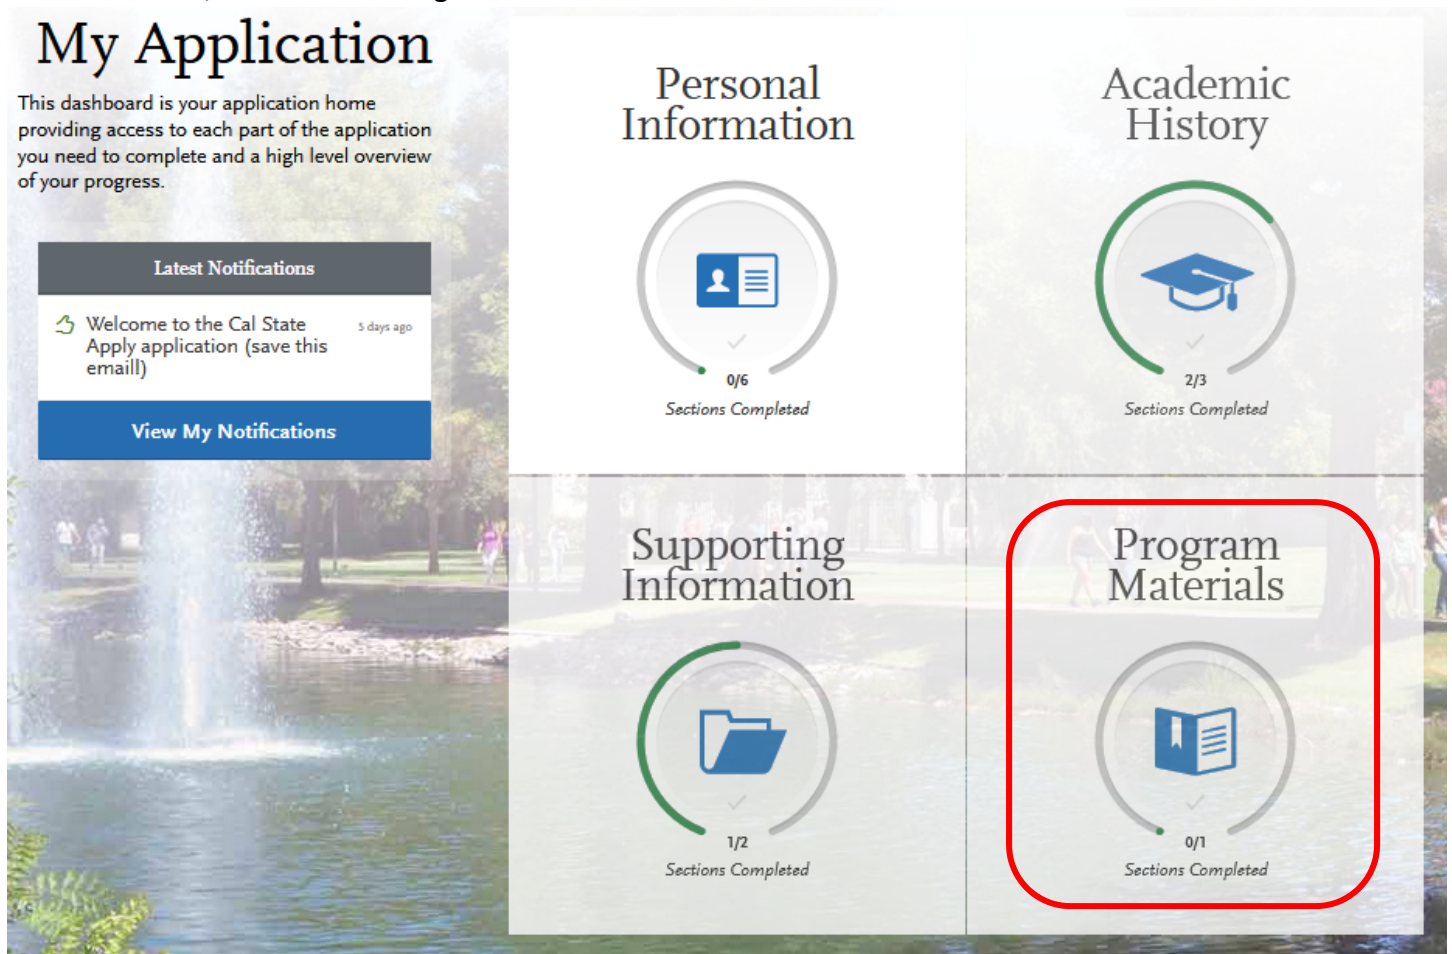 My Application
This dashboard is your application home
providing access to each part of the application
you need to complete and a high level overview
of your progress.
Latest Notifications
Welcome to the Cal State
Apply application (save this
emaill)
5 days ago
View My Notifications
Personal
Information
0/6
Sections Completed
Academic
History
2/3
Sections Completed
Supporting
Information
1/2
Sections Completed
Program
Materials
0/1
Sections Completed